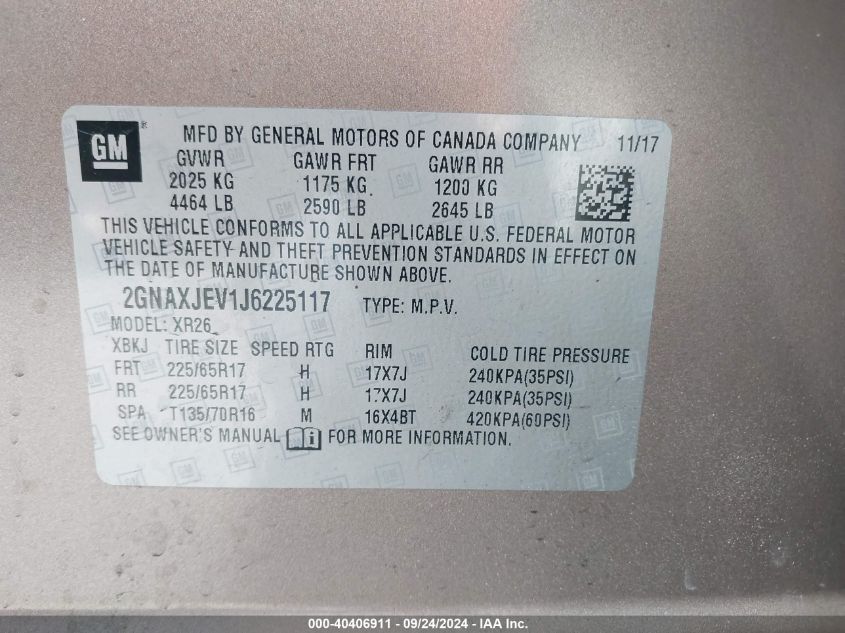 GM ® MFD BY GENERAL MOTORS OF CANADA COMPANY 11/17
GVWR GAWR FRT GAWR RR
2025 KG 1175 KG 1200 KG
4464 LB 2590 LB 2645 LB
THIS VEHICLE CONFORMS TO ALL APPLICABLE U.S. FEDERAL MOTOR
VEHICLE SAFETY AND THEFT PREVENTION STANDARDS IN EFFECT ON
THE DATE OF MANUFACTURE SHOWN ABOVE.
2GNAXJEV1J6225117 TYPE: M.P.V.
MODEL: XR26
XBKJ TIRE SIZE SPEED RTG RIM COLD TIRE PRESSURE
FRT 225/65R17 H 17X7J 240KPA(35PSI)
RR 225/65R17 H 17X7J 240KPA(35PSI)
SPA T135/70R16 M 16X4BT 420KPA(60PSI)
SEE OWNER'S MANUAL FOR MORE INFORMATION.
000-40406911 - 09/24/2024 - IAA Inc.